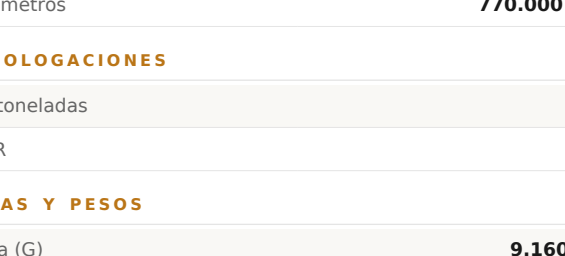 metros 770.000
OLOGACIONES
toneladas
R
AS Y PESOS
a (G) 9.160